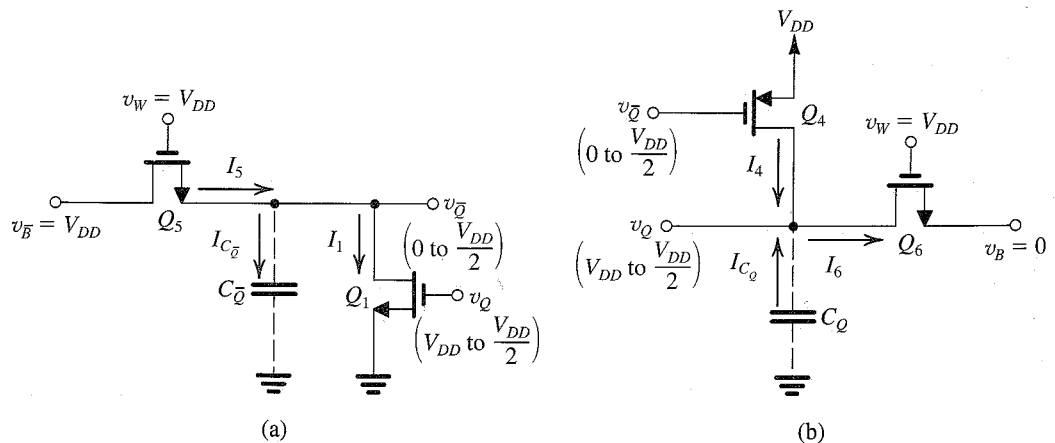 v_W = V_DD
I_5
Q_5
v_B̅ = V_DD
I_C_Q̅
C_Q̅
I_1
v_Q̅
(0 to V_DD/2)
Q_1
v_Q
(V_DD to V_DD/2)
(a)
V_DD
v_Q̅
Q_4
(0 to V_DD/2)
I_4
v_W = V_DD
v_Q
(V_DD to V_DD/2)
I_C_Q
I_6
Q_6
v_B = 0
C_Q
(b)